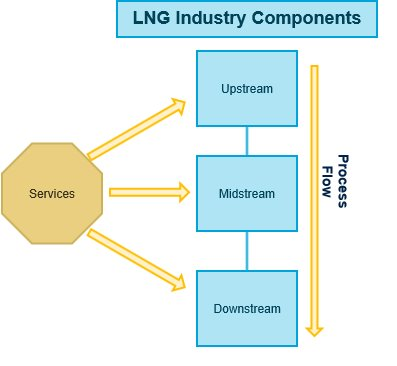 LNG Industry Components
Upstream
Services
Midstream
Process
Flow
Downstream